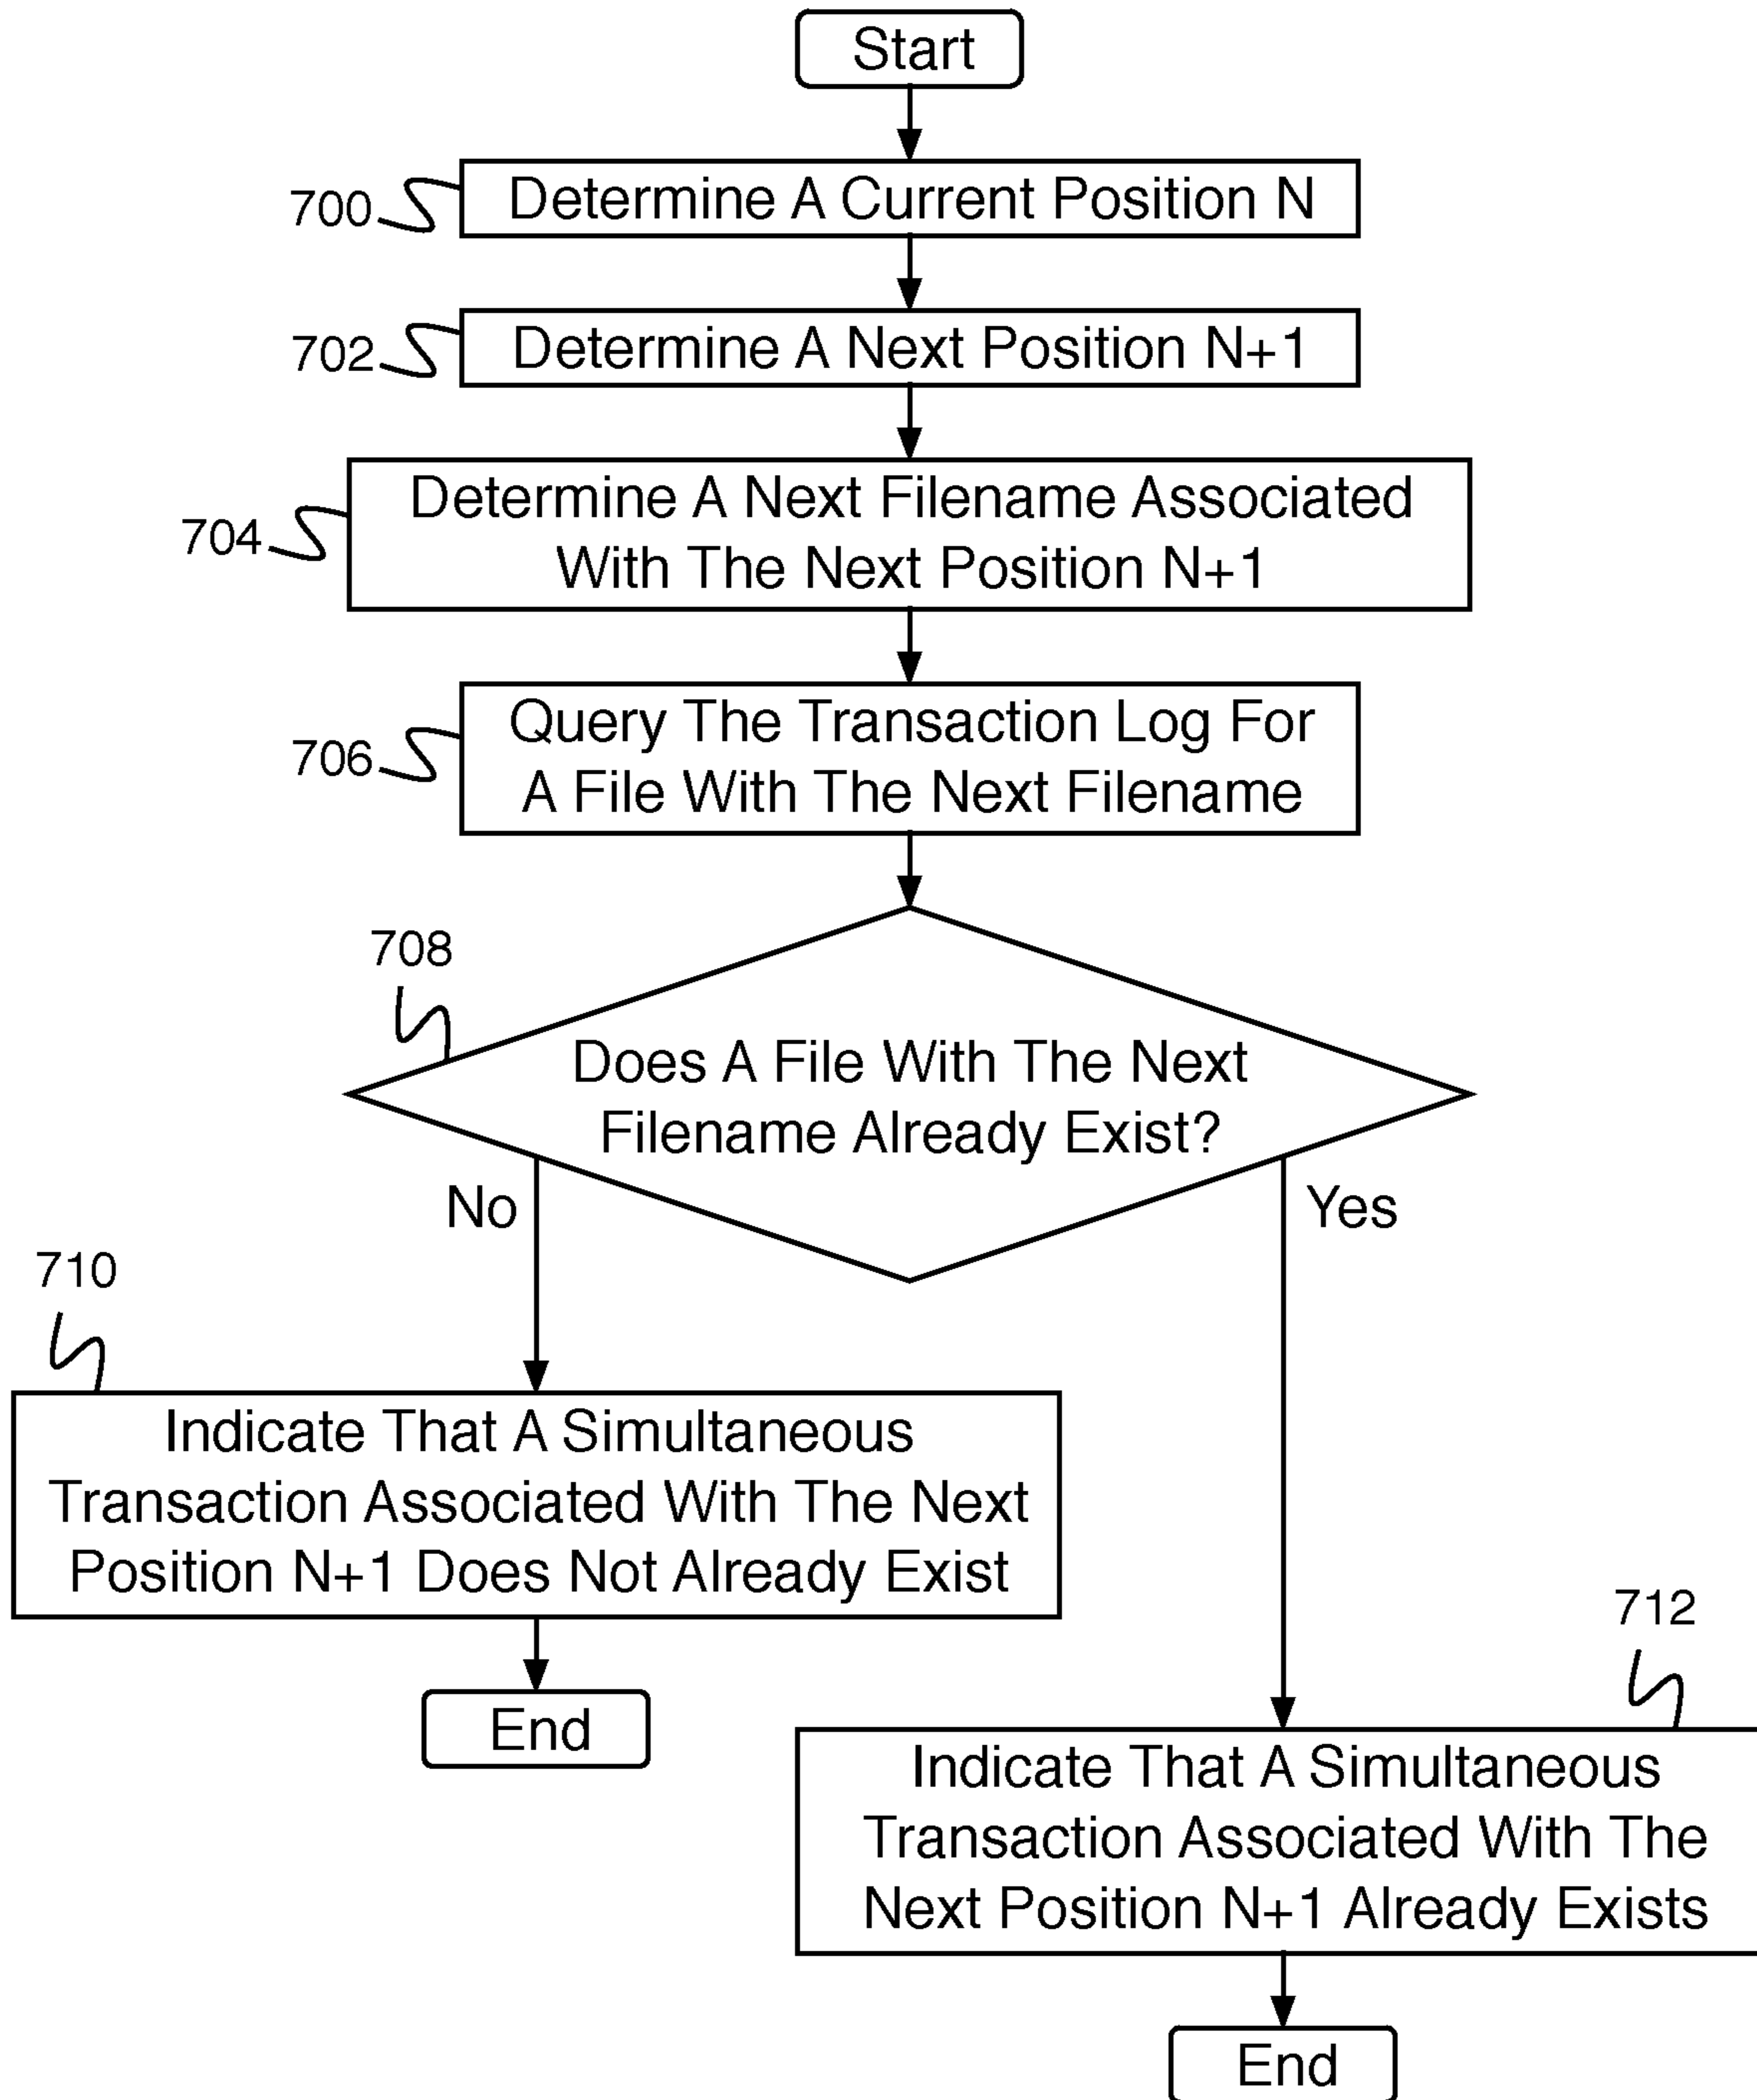 Start
700
Determine A Current Position N
702
Determine A Next Position N+1
704
Determine A Next Filename Associated
With The Next Position N+1
706
Query The Transaction Log For
A File With The Next Filename
708
Does A File With The Next
Filename Already Exist?
No
Yes
710
Indicate That A Simultaneous
Transaction Associated With The Next
Position N+1 Does Not Already Exist
End
712
Indicate That A Simultaneous
Transaction Associated With The
Next Position N+1 Already Exists
End